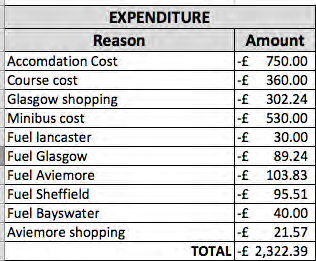 EXPENDITURE
Reason Amount
Accomdation Cost -£ 750.00
Course cost -£ 360.00
Glasgow shopping -£ 302.24
Minibus cost -£ 530.00
Fuel lancaster -£ 30.00
Fuel Glasgow -£ 89.24
Fuel Aviemore -£ 103.83
Fuel Sheffield -£ 95.51
Fuel Bayswater -£ 40.00
Aviemore shopping -£ 21.57
TOTAL -£ 2,322.39